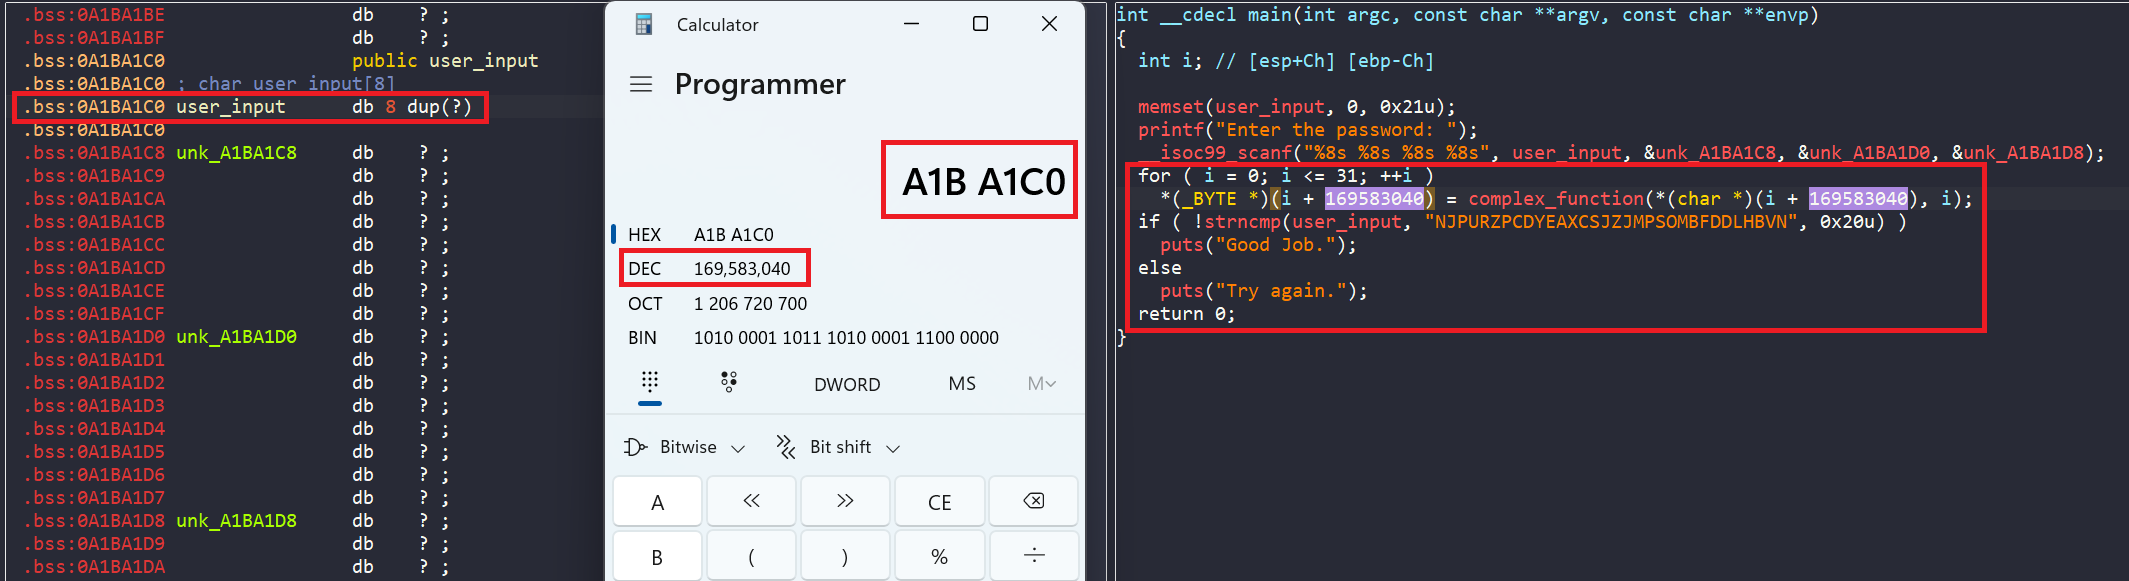 .bss:0A1BA1BE db ? ;
.bss:0A1BA1BF db ? ;
.bss:0A1BA1C0 public user_input
.bss:0A1BA1C0 ; char user_input[8]
.bss:0A1BA1C0 user_input db 8 dup(?)
.bss:0A1BA1C0
.bss:0A1BA1C8 unk_A1BA1C8 db ? ;
.bss:0A1BA1C9 db ? ;
.bss:0A1BA1CA db ? ;
.bss:0A1BA1CB db ? ;
.bss:0A1BA1CC db ? ;
.bss:0A1BA1CD db ? ;
.bss:0A1BA1CE db ? ;
.bss:0A1BA1CF db ? ;
.bss:0A1BA1D0 unk_A1BA1D0 db ? ;
.bss:0A1BA1D1 db ? ;
.bss:0A1BA1D2 db ? ;
.bss:0A1BA1D3 db ? ;
.bss:0A1BA1D4 db ? ;
.bss:0A1BA1D5 db ? ;
.bss:0A1BA1D6 db ? ;
.bss:0A1BA1D7 db ? ;
.bss:0A1BA1D8 unk_A1BA1D8 db ? ;
.bss:0A1BA1D9 db ? ;
.bss:0A1BA1DA db ? ;
Calculator
Programmer
A1B A1C0
HEX A1B A1C0
DEC 169,583,040
OCT 1 206 720 700
BIN 1010 0001 1011 1010 0001 1100 0000
DWORD MS M
Bitwise Bit shift
A << >> CE
B ( ) % ÷
int __cdecl main(int argc, const char **argv, const char **envp)
{
int i; // [esp+Ch] [ebp-Ch]
memset(user_input, 0, 0x21u);
printf("Enter the password: ");
__isoc99_scanf("%8s %8s %8s %8s", user_input, &unk_A1BA1C8, &unk_A1BA1D0, &unk_A1BA1D8);
for ( i = 0; i <= 31; ++i )
*(_BYTE *)(i + 169583040) = complex_function(*(char *)(i + 169583040), i);
if ( !strncmp(user_input, "NJPURZPCDYEAXCSJZJMPSOMBFDDLHBVN", 0x20u) )
puts("Good Job.");
else
puts("Try again.");
return 0;
}